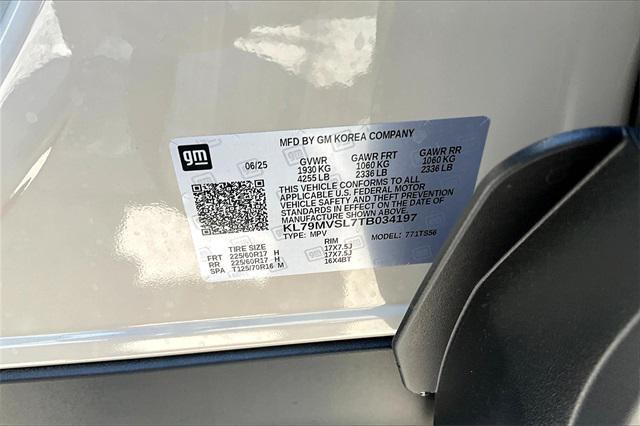 MFD BY GM KOREA COMPANY
gm
06/25
GVWR GAWR FRT GAWR RR
1930 KG 1060 KG 1060 KG
4255 LB 2336 LB 2336 LB
THIS VEHICLE CONFORMS TO ALL
APPLICABLE U.S. FEDERAL MOTOR
VEHICLE SAFETY AND THEFT PREVENTION
STANDARDS IN EFFECT ON THE DATE OF
MANUFACTURE SHOWN ABOVE.
KL79MVSL7TB034197
TYPE: MPV MODEL: 771TS56
TIRE SIZE RIM
FRT 225/60R17 H 17X7.5J
RR 225/60R17 H 17X7.5J
SPA T125/70R16 M 16X4BT